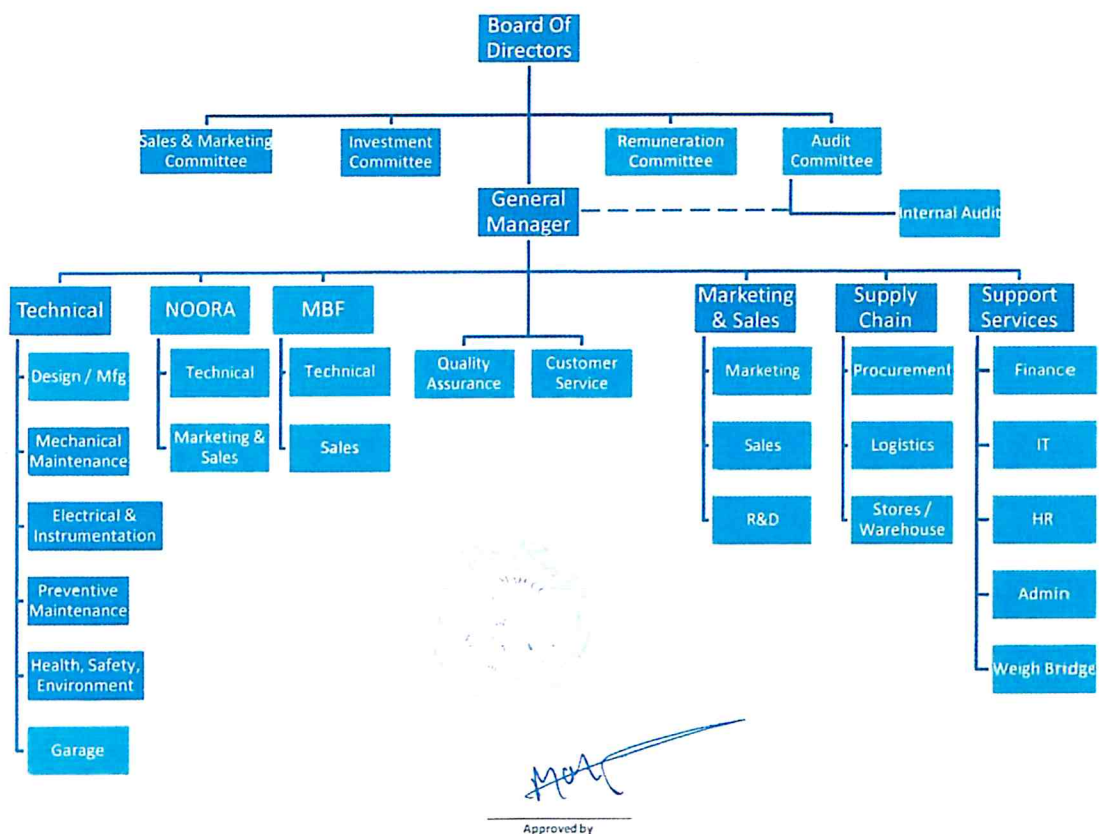 Board Of
Directors
Sales & Marketing
Committee
Investment
Committee
Remuneration
Committee
Audit
Committee
General
Manager
Internal Audit
Technical
NOORA
MBF
Marketing
& Sales
Supply
Chain
Support
Services
Design / Mfg
Mechanical
Maintenance
Electrical &
Instrumentation
Preventive
Maintenance
Health, Safety,
Environment
Garage
Technical
Marketing &
Sales
Technical
Sales
Quality
Assurance
Customer
Service
Marketing
Sales
R&D
Procurement
Logistics
Stores /
Warehouse
Finance
IT
HR
Admin
Weigh Bridge
Approved by